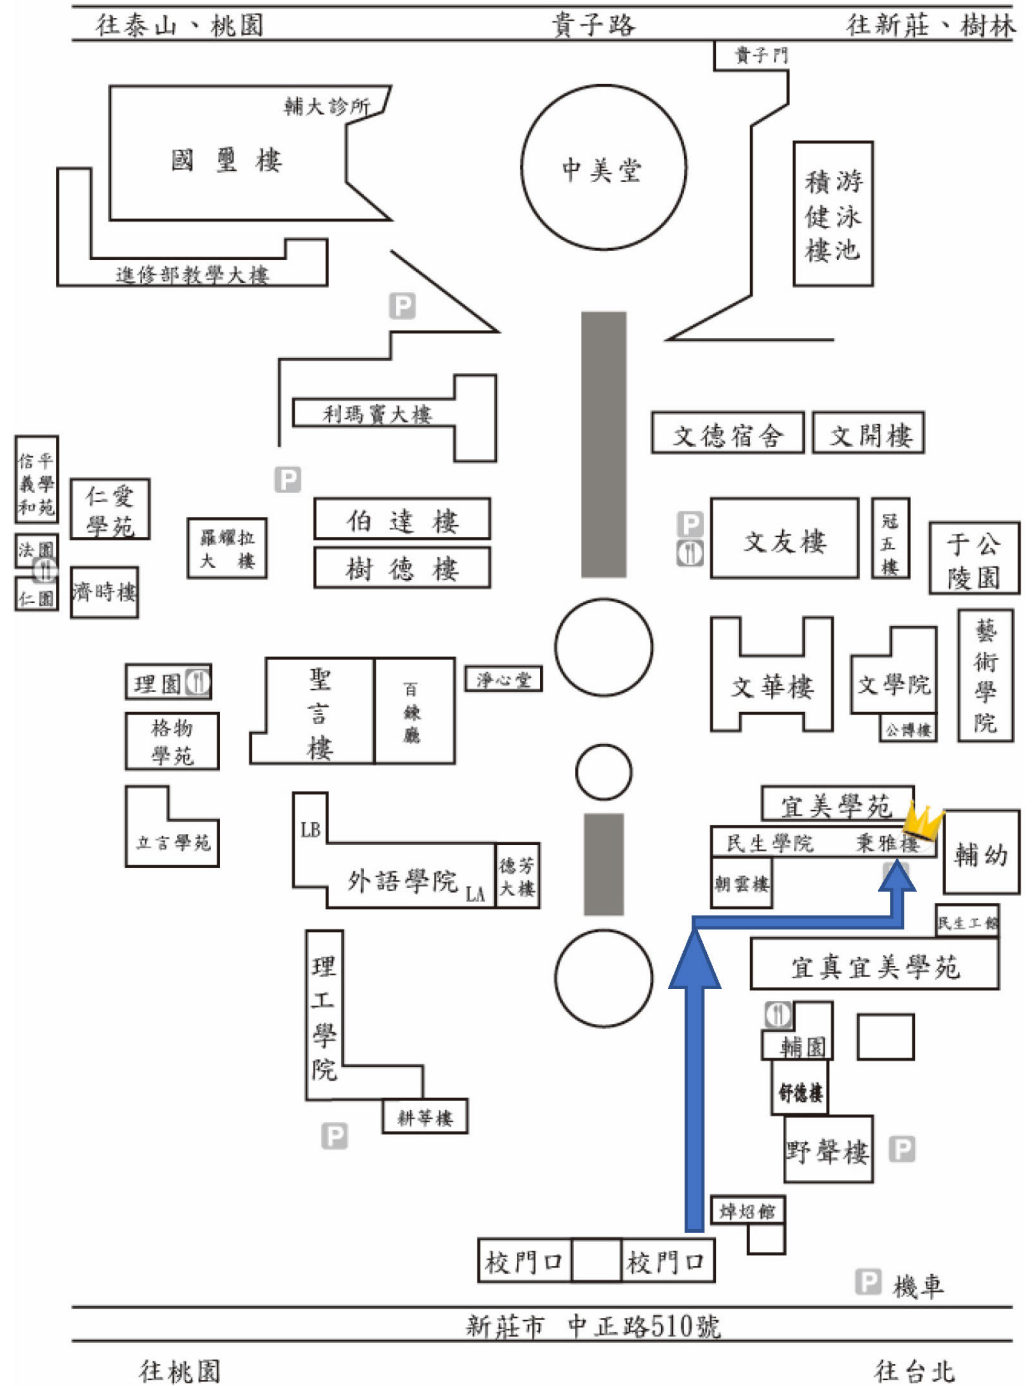 往泰山、桃園 貴子路 往新莊、樹林
貴子門
輔大診所
國璽樓
中美堂
積健樓
游泳池
進修部教學大樓
P
利瑪竇大樓
文德宿舍 文開樓
信義和
平學苑
仁愛
學苑
P
伯達樓
樹德樓
羅耀拉
大樓
P
文友樓
冠五樓
于公
陵園
法園
仁園
濟時樓
藝術學院
理園
聖言樓
百鍊廳
淨心堂
文華樓
文學院
公博樓
格物
學苑
宜美學苑
立言學苑
LB
外語學院
LA
德芳
大樓
民生學院 秉雅樓
朝雲樓
輔幼
民生工館
宜真宜美學苑
理工學院
輔園
舒德樓
耕莘樓
P
野聲樓
P
焯炤館
校門口 校門口
P 機車
新莊市 中正路510號
往桃園 往台北